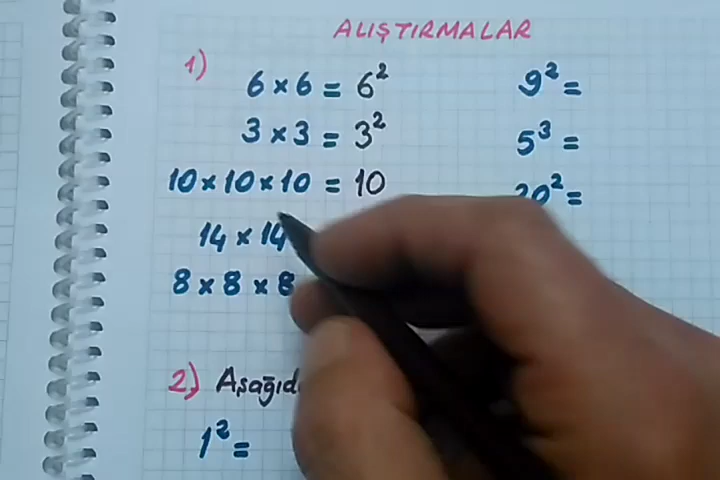 ALIŞTIRMALAR
1)
6 × 6 = 6²
9² =
3 × 3 = 3²
5³ =
10 × 10 × 10 = 10
20² =
14 × 14
8 × 8 × 8
2)
1² =